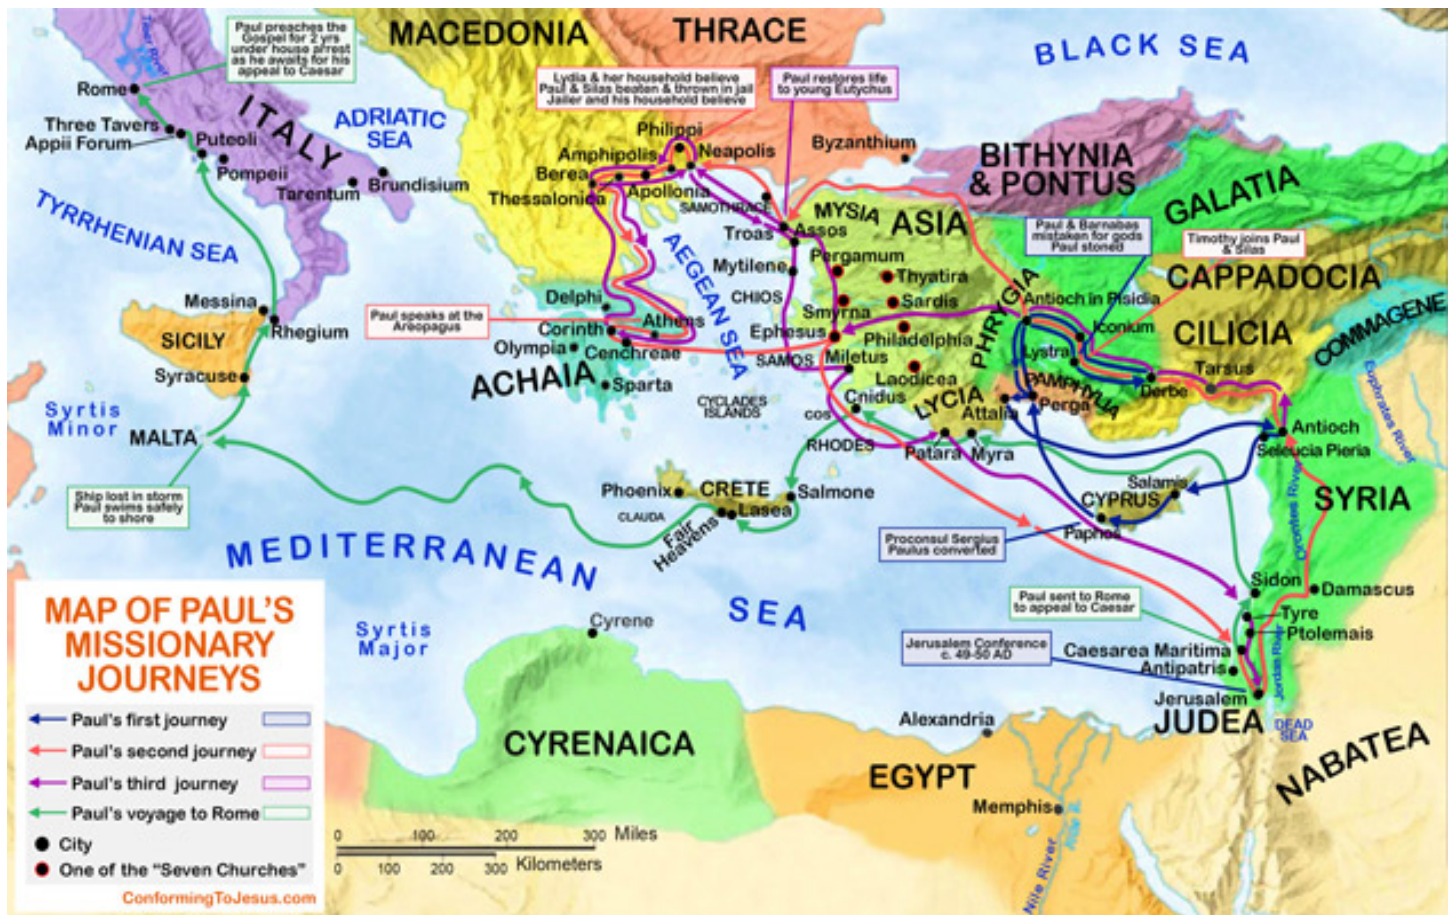 MACEDONIA
THRACE
BLACK SEA
Paul preaches the
Gospel for 2 yrs
under house arrest
as he awaits for his
appeal to Caesar
Tiber River
Rome
ITALY
ADRIATIC
SEA
Three Tavers
Appii Forum
Puteoli
Pompeii
Tarentum
Brundisium
TYRRHENIAN SEA
Lydia & her household believe
Paul & Silas beaten & thrown in jail
Jailer and his household believe
Paul restores life
to young Eutychus
Philippi
Neapolis
Amphipolis
Berea
Apollonia
Thessalonica
SAMOTHRACE
Byzanthium
BITHYNIA
& PONTUS
GALATIA
MYSIA
ASIA
Troas
Assos
Paul & Barnabas
mistaken for gods
Paul stoned
Timothy joins Paul
& Silas
CAPPADOCIA
Mytilene
Pergamum
Thyatira
AEGEAN SEA
CHIOS
Sardis
Smyrna
PHRYGIA
Antioch in Pisidia
Iconium
CILICIA
COMMAGENE
Messina
Rhegium
SICILY
Syracuse
Delphi
Paul speaks at the
Areopagus
Corinth
Athens
Olympia
Cenchreae
ACHAIA
Sparta
Ephesus
Philadelphia
SAMOS
Miletus
Laodicea
Lystra
Derbe
Tarsus
PAMPHYLIA
LYCIA
Attalia
Perga
Cnidus
CYCLADES
ISLANDS
COS
RHODES
Patara
Myra
Antioch
Seleucia Pieria
Euphrates River
Syrtis
Minor
MALTA
Ship lost in storm
Paul swims safely
to shore
Phoenix
CRETE
Salmone
CLAUDA
Lasea
Fair
Heavens
Salamis
CYPRUS
Paphos
Proconsul Sergius
Paulus converted
SYRIA
Orontes River
MEDITERRANEAN
SEA
Sidon
Damascus
Paul sent to Rome
to appeal to Caesar
Tyre
Ptolemais
Jerusalem Conference
c. 49-50 AD
Caesarea Maritima
Antipatris
Jordan River
Jerusalem
JUDEA
DEAD
SEA
NABATEA
Syrtis
Major
Cyrene
CYRENAICA
Alexandria
EGYPT
Memphis
Nile R.
Nile River
MAP OF PAUL'S
MISSIONARY
JOURNEYS
Paul's first journey
Paul's second journey
Paul's third journey
Paul's voyage to Rome
City
One of the "Seven Churches"
ConformingToJesus.com
0 100 200 300 Miles
0 100 200 300 Kilometers